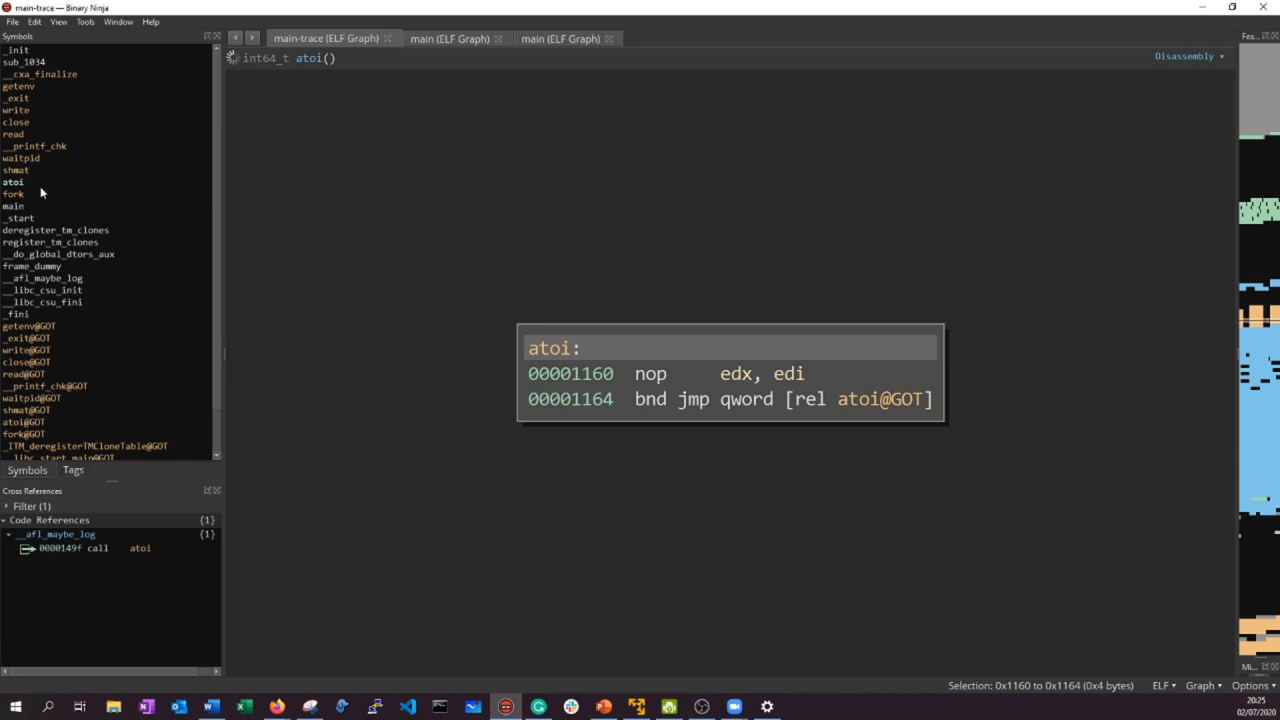 main-trace — Binary Ninja
File Edit View Tools Window Help
Symbols
_init
sub_1034
__cxa_finalize
getenv
_exit
write
close
read
__printf_chk
waitpid
shmat
atoi
fork
main
_start
deregister_tm_clones
register_tm_clones
__do_global_dtors_aux
frame_dummy
__afl_maybe_log
__libc_csu_init
__libc_csu_fini
_fini
getenv@GOT
_exit@GOT
write@GOT
close@GOT
read@GOT
__printf_chk@GOT
waitpid@GOT
shmat@GOT
atoi@GOT
fork@GOT
_ITM_deregisterTMCloneTable@GOT
__libc_start_main@GOT
Symbols Tags
Cross References
Filter (1)
Code References {1}
__afl_maybe_log {1}
0000149f call atoi
main-trace (ELF Graph) main (ELF Graph) main (ELF Graph)
int64_t atoi()
Disassembly
atoi:
00001160 nop edx, edi
00001164 bnd jmp qword [rel atoi@GOT]
Fea...
Mi...
Selection: 0x1160 to 0x1164 (0x4 bytes) ELF Graph Options
20:25
02/07/2020